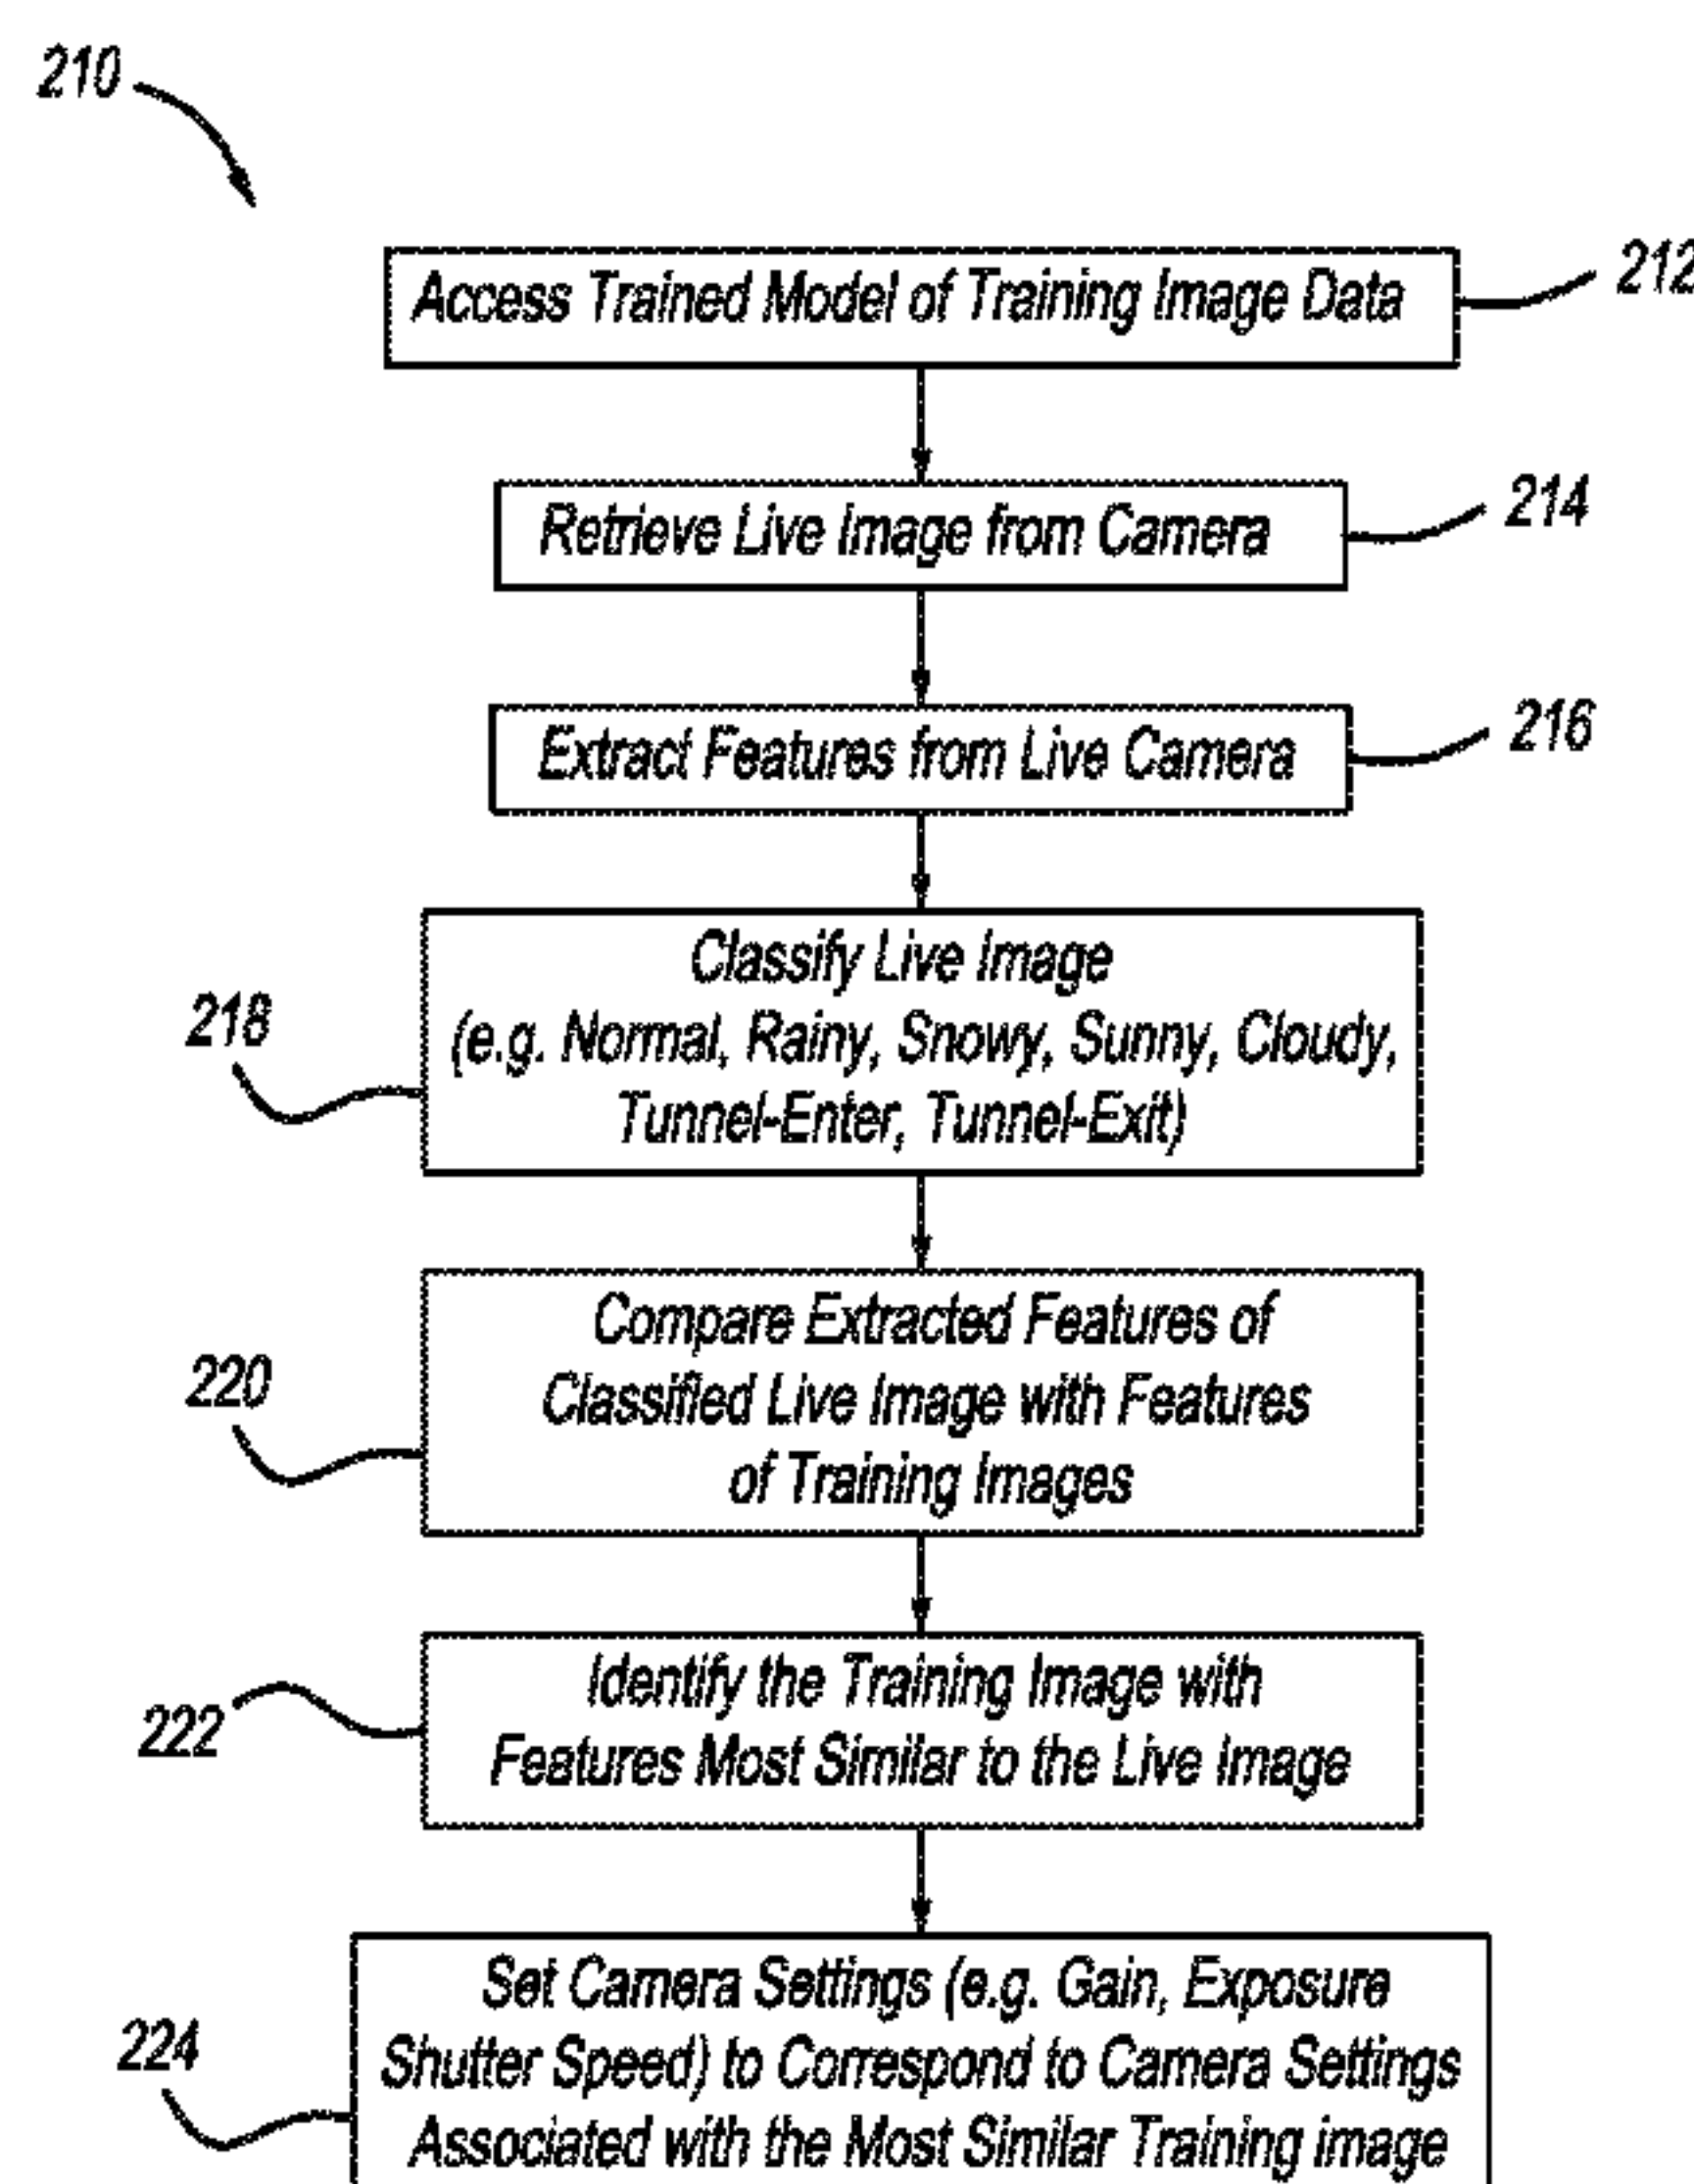 210
Access Trained Model of Training Image Data
212
Retrieve Live Image from Camera
214
Extract Features from Live Camera
216
Classify Live Image
(e.g. Normal, Rainy, Snowy, Sunny, Cloudy,
Tunnel-Enter, Tunnel-Exit)
218
Compare Extracted Features of
Classified Live Image with Features
of Training Images
220
Identify the Training Image with
Features Most Similar to the Live Image
222
Set Camera Settings (e.g. Gain, Exposure
Shutter Speed) to Correspond to Camera Settings
Associated with the Most Similar Training image
224